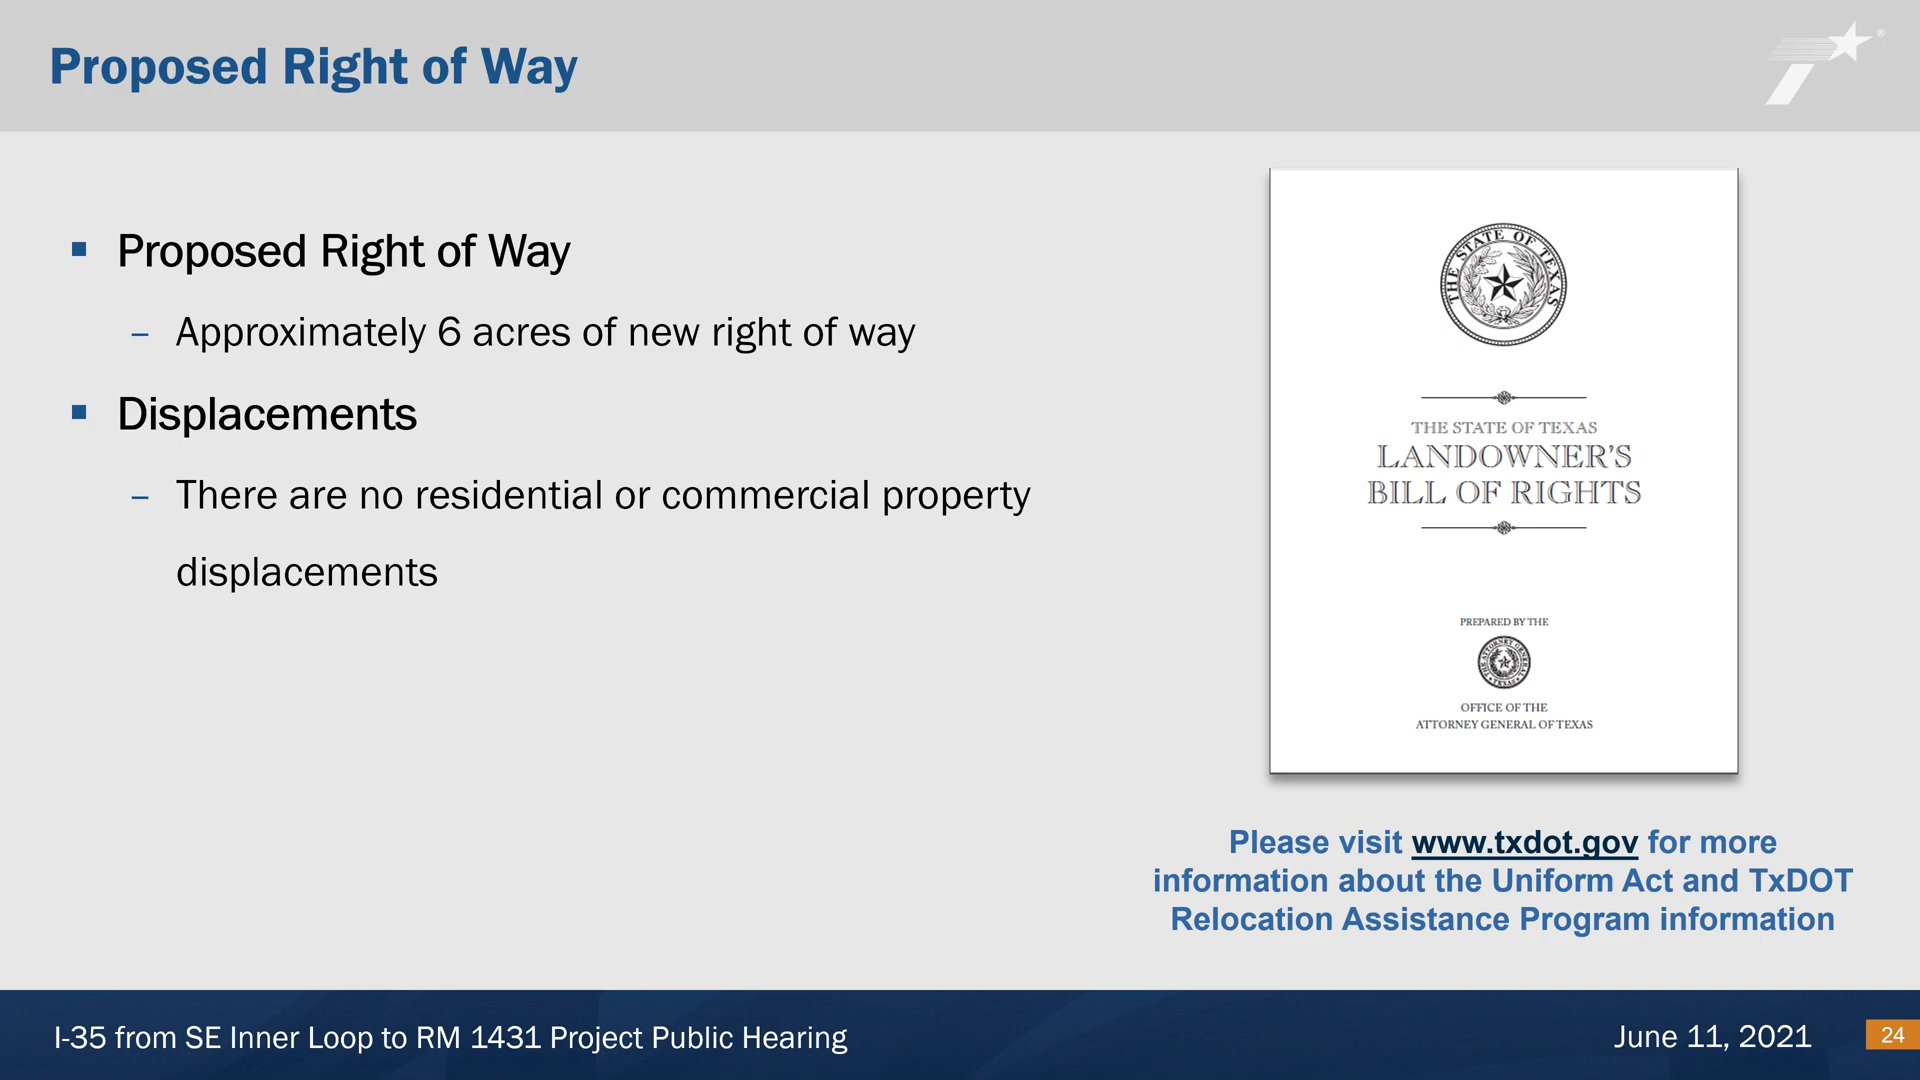 Proposed Right of Way
®
▪ Proposed Right of Way
– Approximately 6 acres of new right of way
▪ Displacements
– There are no residential or commercial property
displacements
THE STATE OF TEXAS
THE STATE OF TEXAS
LANDOWNER'S
BILL OF RIGHTS
PREPARED BY THE
THE ATTORNEY GENERAL
TEXAS
OFFICE OF THE
ATTORNEY GENERAL OF TEXAS
Please visit www.txdot.gov for more
information about the Uniform Act and TxDOT
Relocation Assistance Program information
I-35 from SE Inner Loop to RM 1431 Project Public Hearing
June 11, 2021
24